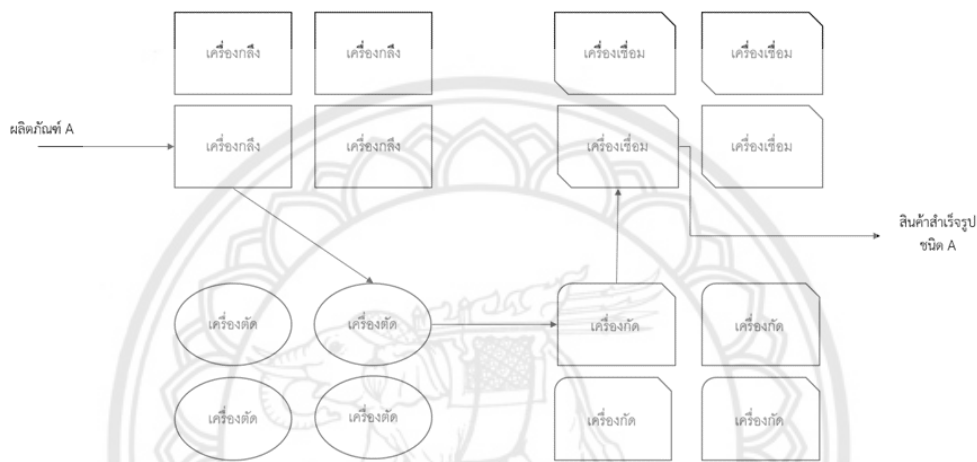 เครื่องกลึง เครื่องกลึง เครื่องเชื่อม เครื่องเชื่อม
ผลิตภัณฑ์ A
เครื่องกลึง เครื่องกลึง เครื่องเชื่อม เครื่องเชื่อม
สินค้าสำเร็จรูป
ชนิด A
เครื่องตัด เครื่องตัด เครื่องกัด เครื่องกัด
เครื่องตัด เครื่องตัด เครื่องกัด เครื่องกัด